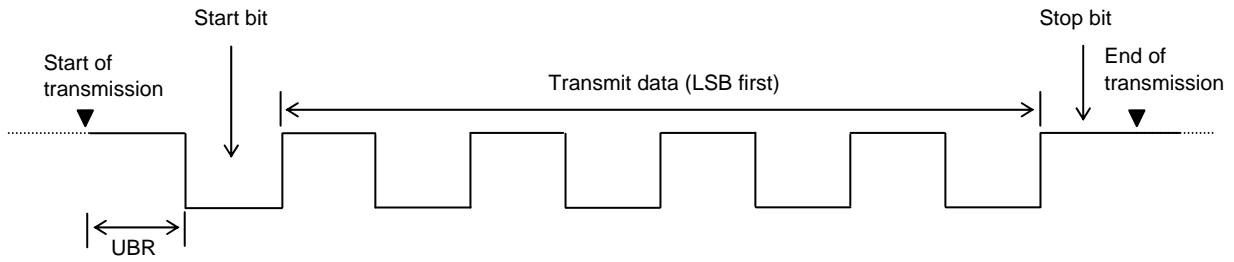 Start bit
Stop bit
Start of
transmission
Transmit data (LSB first)
End of
transmission
UBR